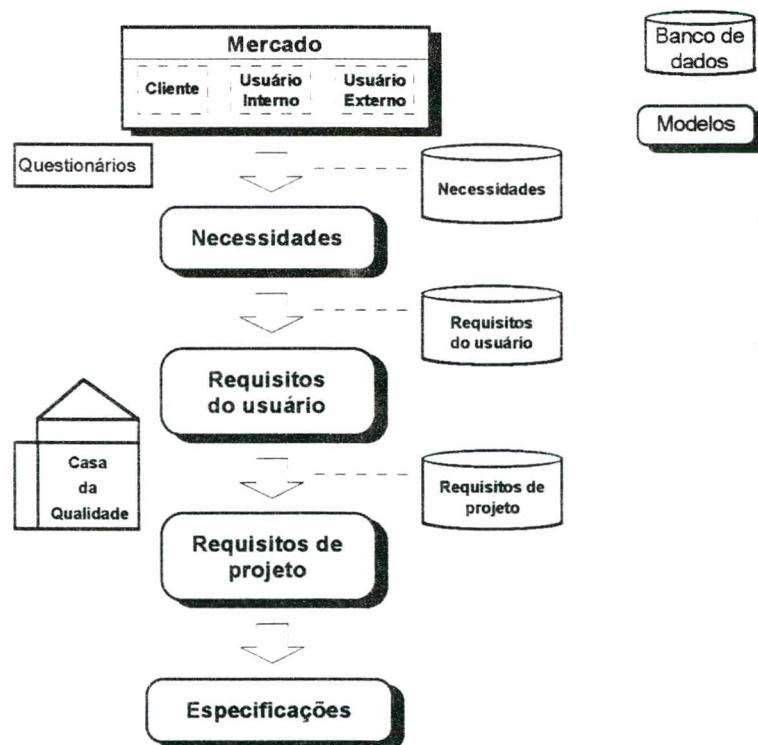 Mercado
Cliente
Usuário
Interno
Usuário
Externo
Banco de
dados
Modelos
Questionários
Necessidades
Necessidades
Requisitos
do usuário
Requisitos
do usuário
Casa
da
Qualidade
Requisitos de
projeto
Requisitos de
projeto
Especificações